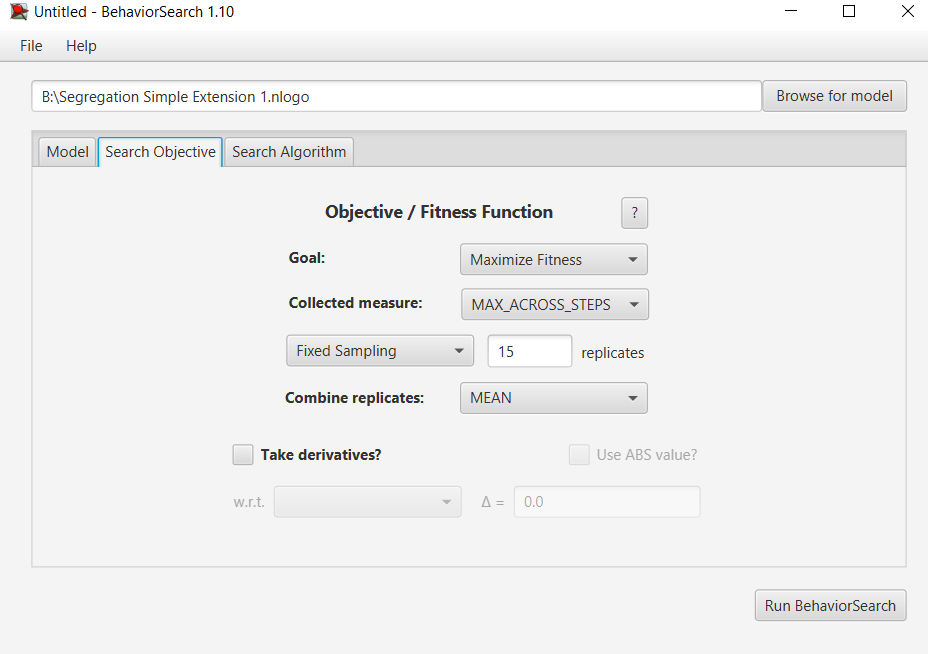 Untitled - BehaviorSearch 1.10
File Help
B:\Segregation Simple Extension 1.nlogo Browse for model
Model Search Objective Search Algorithm
Objective / Fitness Function ?
Goal: Maximize Fitness
Collected measure: MAX_ACROSS_STEPS
Fixed Sampling 15 replicates
Combine replicates: MEAN
Take derivatives? Use ABS value?
w.r.t. Δ = 0.0
Run BehaviorSearch